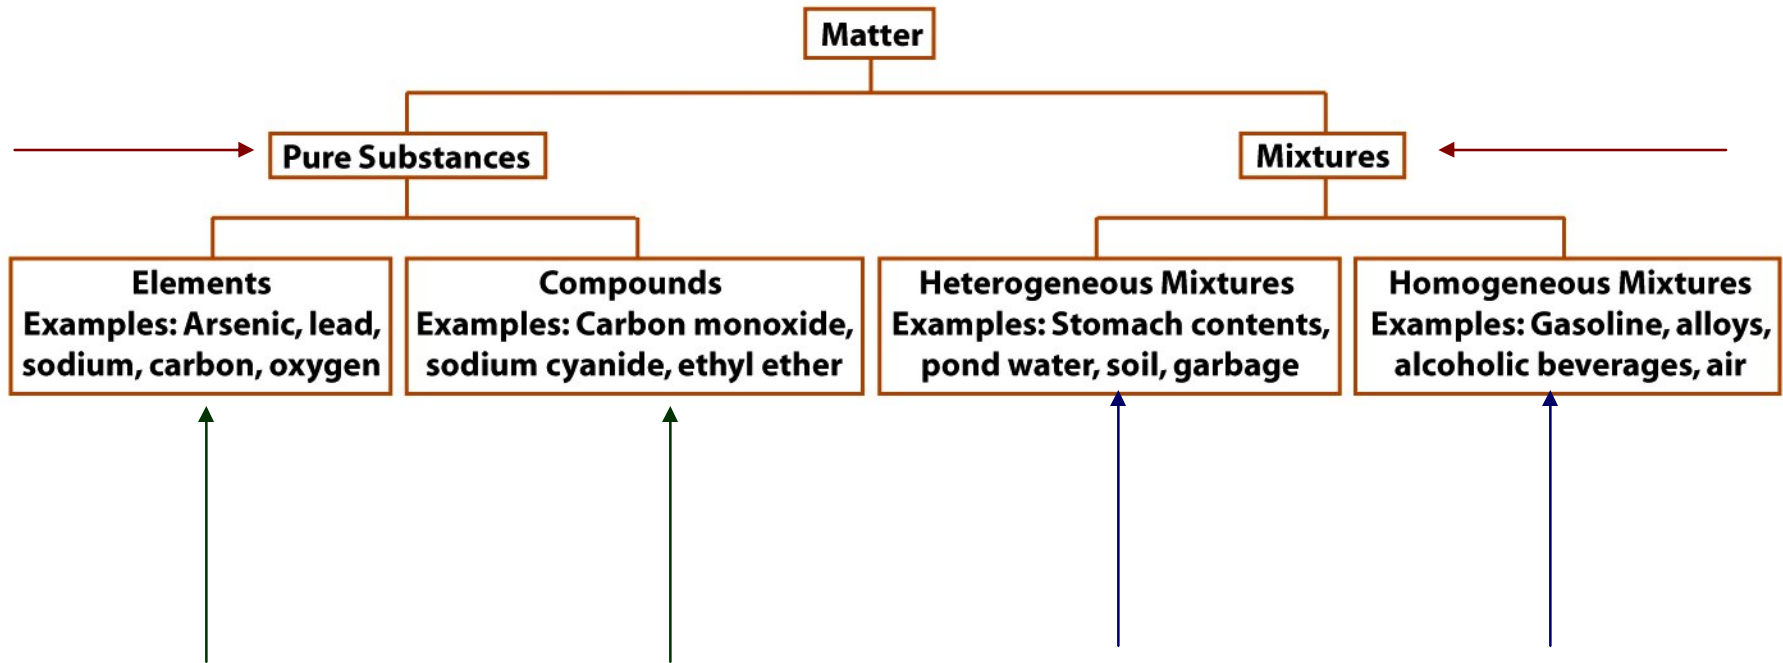 Matter
Pure Substances
Mixtures
Elements
Examples: Arsenic, lead,
sodium, carbon, oxygen
Compounds
Examples: Carbon monoxide,
sodium cyanide, ethyl ether
Heterogeneous Mixtures
Examples: Stomach contents,
pond water, soil, garbage
Homogeneous Mixtures
Examples: Gasoline, alloys,
alcoholic beverages, air